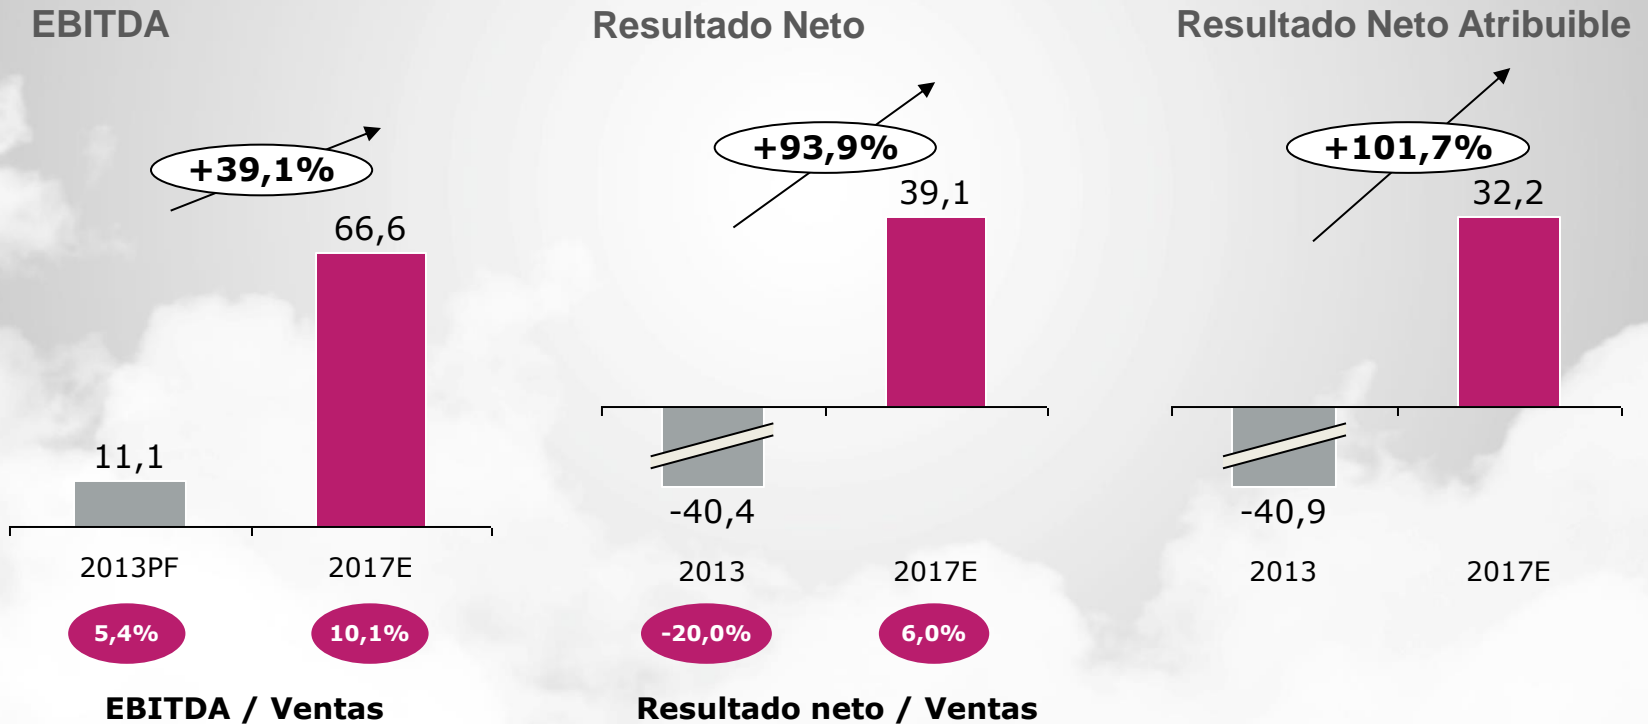 EBITDA
+39,1%
66,6
11,1
2013PF
2017E
5,4%
10,1%
EBITDA / Ventas
Resultado Neto
+93,9%
39,1
-40,4
2013
2017E
-20,0%
6,0%
Resultado neto / Ventas
Resultado Neto Atribuible
+101,7%
32,2
-40,9
2013
2017E